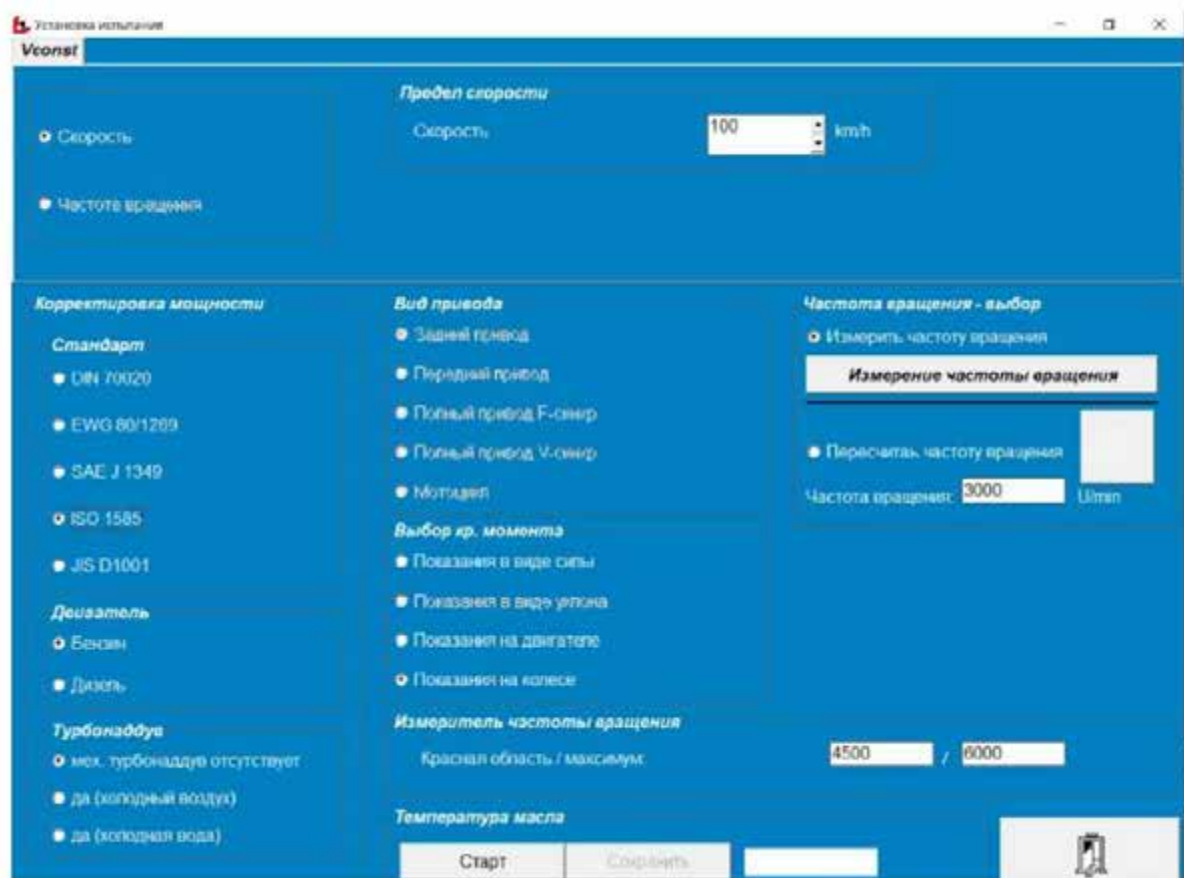 Установка испытания
Vconst
Скорость
Частота вращения
Предел скорости
Скорость 100 km/h
Корректировка мощности
Стандарт
DIN 70020
EWG 80/1269
SAE J 1349
ISO 1585
JIS D1001
Двигатель
Бензин
Дизель
Турбонаддув
мех. турбонаддув отсутствует
да (холодный воздух)
да (холодная вода)
Вид привода
Задний привод
Передний привод
Полный привод F-синхр
Полный привод V-синхр
Мотоцикл
Выбор кр. момента
Показания в виде силы
Показания в виде уклона
Показания на двигателе
Показания на колесе
Частота вращения - выбор
Измерить частоту вращения
Измерение частоты вращения
Пересчитать частоту вращения
Частота вращения: 3000 U/min
Измеритель частоты вращения
Красная область / максимум: 4500 / 6000
Температура масла
Старт
Сохранить